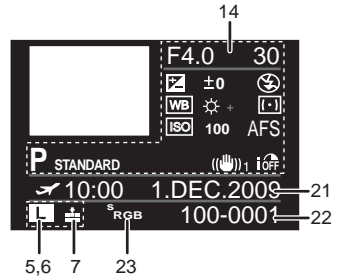 14
F4.0 30
±0
WB +
ISO 100 AFS
P STANDARD 1 iOFF
10:00 1.DEC.2009 21
L SRGB 100-0001 22
5,6 7 23